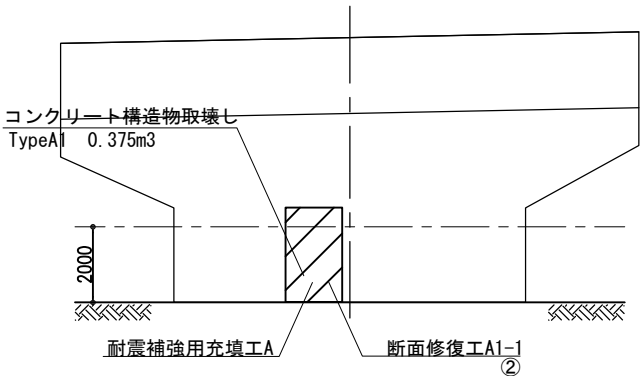 コンクリート構造物取壊し
TypeA1 0.375m3
2000
耐震補強用充填工A
断面修復工A1-1
②